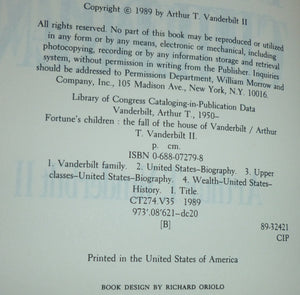 Copyright © 1989 by Arthur T. Vanderbilt II
All rights reserved. No part of this book may be reproduced or utilized
in any form or by any means, electronic or mechanical, including
photocopying, recording or by any information storage and retrieval
system, without permission in writing from the Publisher. Inquiries
should be addressed to Permissions Department, William Morrow and
Company, Inc., 105 Madison Ave., New York, N.Y. 10016.
Library of Congress Cataloging-in-Publication Data
Vanderbilt, Arthur T., 1950–
Fortune's children : the fall of the house of Vanderbilt / Arthur
T. Vanderbilt II.
p. cm.
ISBN 0-688-07279-8
1. Vanderbilt family. 2. United States–Biography. 3. Upper
classes–United States–Biography. 4. Wealth–United States–
History. I. Title.
CT274.V35 1989
973'.08'621–dc20
[B]
89-32421
CIP
Printed in the United States of America
BOOK DESIGN BY RICHARD ORIOLO